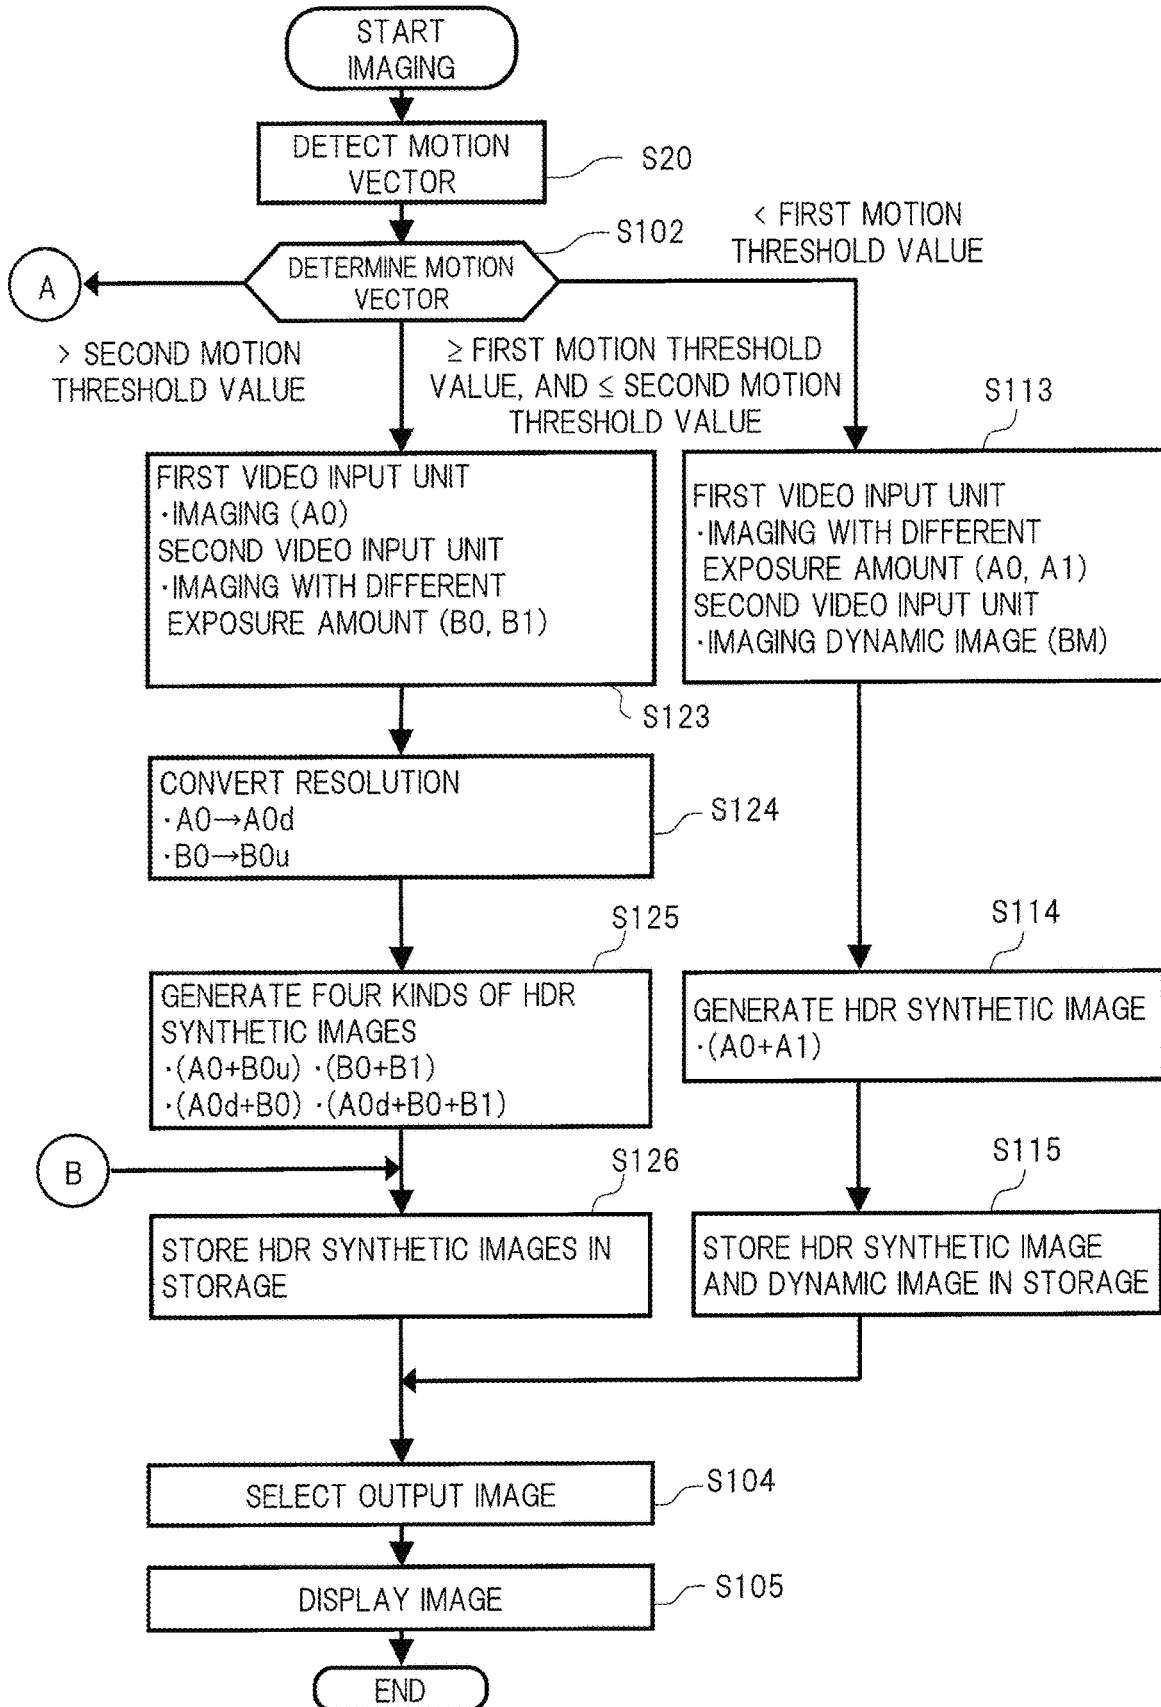 START
IMAGING
DETECT MOTION
VECTOR
S20
S102
< FIRST MOTION
THRESHOLD VALUE
A
DETERMINE MOTION
VECTOR
> SECOND MOTION
THRESHOLD VALUE
≥ FIRST MOTION THRESHOLD
VALUE, AND ≤ SECOND MOTION
THRESHOLD VALUE
S113
FIRST VIDEO INPUT UNIT
·IMAGING (A0)
SECOND VIDEO INPUT UNIT
·IMAGING WITH DIFFERENT
EXPOSURE AMOUNT (B0, B1)
S123
FIRST VIDEO INPUT UNIT
·IMAGING WITH DIFFERENT
EXPOSURE AMOUNT (A0, A1)
SECOND VIDEO INPUT UNIT
·IMAGING DYNAMIC IMAGE (BM)
CONVERT RESOLUTION
·A0→A0d
·B0→B0u
S124
S125
GENERATE FOUR KINDS OF HDR
SYNTHETIC IMAGES
·(A0+B0u) ·(B0+B1)
·(A0d+B0) ·(A0d+B0+B1)
S114
GENERATE HDR SYNTHETIC IMAGE
·(A0+A1)
B
S126
STORE HDR SYNTHETIC IMAGES IN
STORAGE
S115
STORE HDR SYNTHETIC IMAGE
AND DYNAMIC IMAGE IN STORAGE
SELECT OUTPUT IMAGE
S104
DISPLAY IMAGE
S105
END